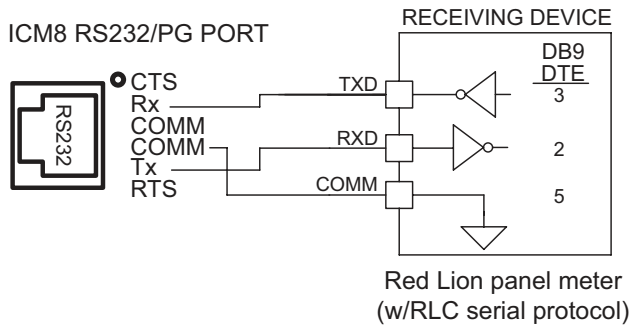 ICM8 RS232/PG PORT
RS232
CTS
Rx
COMM
COMM
Tx
RTS
RECEIVING DEVICE
DB9
DTE
TXD
3
RXD
2
COMM
5
Red Lion panel meter
(w/RLC serial protocol)